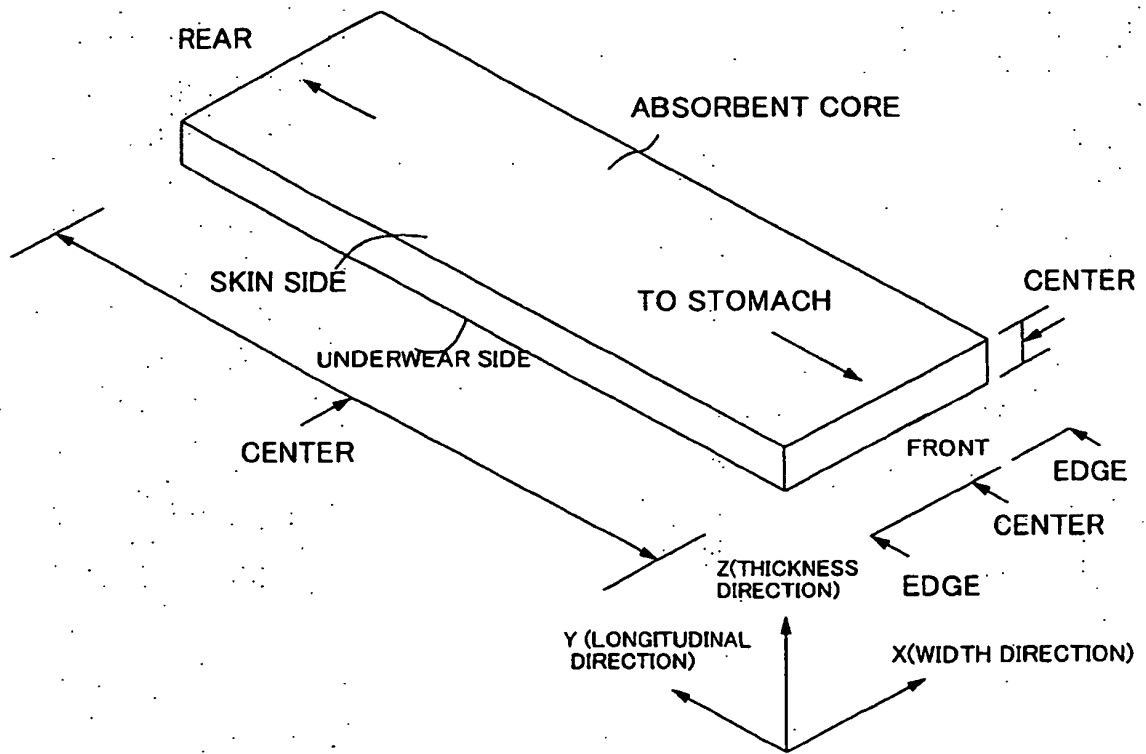 REAR
ABSORBENT CORE
SKIN SIDE
TO STOMACH
CENTER
UNDERWEAR SIDE
CENTER
FRONT
EDGE
CENTER
EDGE
Z(THICKNESS
DIRECTION)
Y (LONGITUDINAL
DIRECTION)
X(WIDTH DIRECTION)